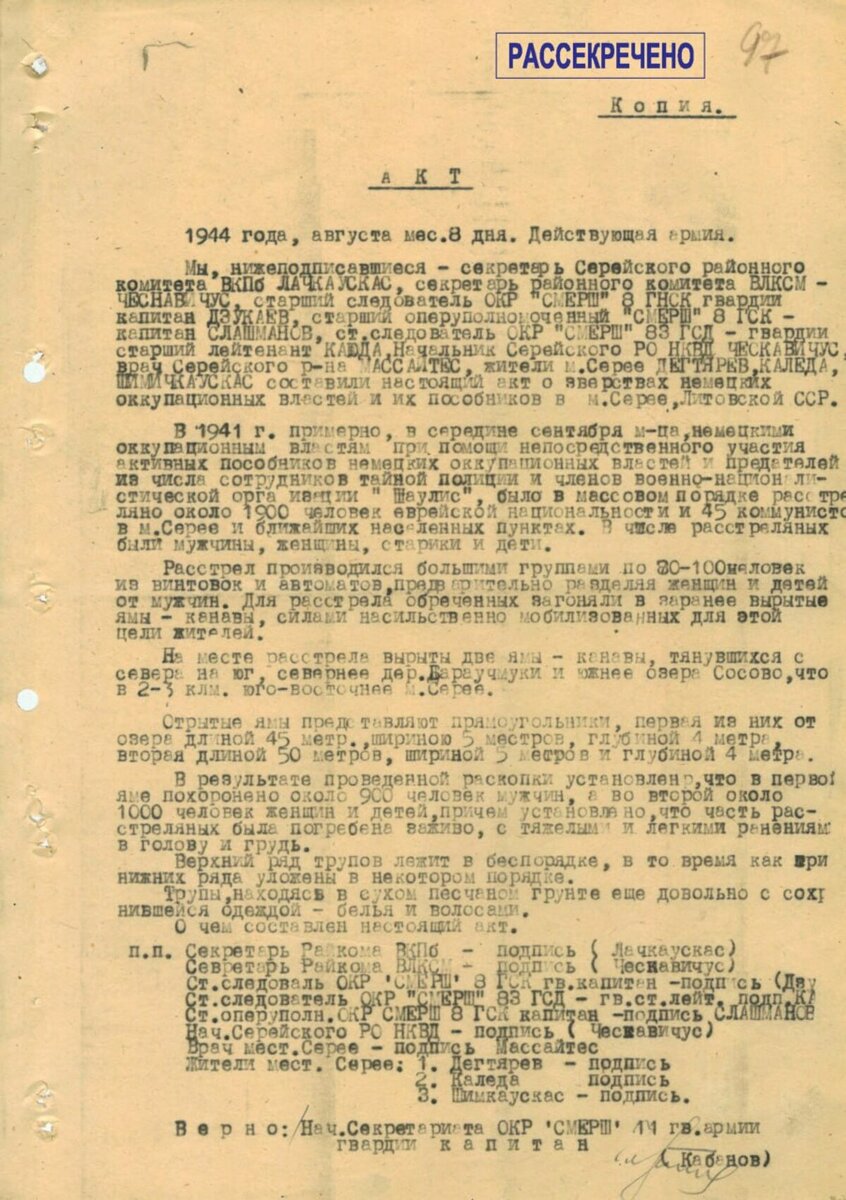 РАССЕКРЕЧЕНО
97
Копия.
АКТ
1944 года, августа мес.8 дня. Действующая армия.
Мы, нижеподписавшиеся - секретарь Серейского районного
комитета ВКПб ЛАЧКАУСКАС, секретарь районного комитета ВЛКСМ -
ЧЕСНАВИЧУС, старший следователь ОКР "СМЕРШ" 8 ГНСК гвардии
капитан ДЗУКАЕВ, старший оперуполномоченный "СМЕРШ" 8 ГСК -
капитан СЛАШМАНОВ, ст.следователь ОКР "СМЕРШ" 83 ГСД - гвардии
старший лейтенант КАЮДА,Начальник Серейского РО НКВД ЧЕСКАВИЧУС,
врач Серейского р-на МАССАЙТЕС, жители м.Серее ДЕГТЯРЕВ,КАЛЕДА,
ШИМИЧКАУСКАС составили настоящий акт о зверствах немецких
оккупационных властей и их пособников в м.Серее,Литовской ССР.
В 1941 г. примерно, в середине сентября м-ца,немецкими
оккупационным властям при помощи непосредственного участия
активных пособников немецких оккупационных властей и предателей
из числа сотрудников тайной полиции и членов военно-национали-
стической организации "Шаулис", было в массовом порядке расстре
ляно около 1900 человек еврейской национальности и 45 коммунисто
в м.Серее и ближайших населенных пунктах. В числе расстреляных
были мужчины, женщины, старики и дети.
Расстрел производился большими группами по 80-100человек
из винтовок и автоматов,предварительно разделяя женщин и детей
от мужчин. Для расстрела обреченных загоняли в заранее вырытые
ямы - канавы, силами насильственно мобилизованных для этой
цели жителей.
На месте расстрела вырыты две ямы - канавы, тянувшихся с
севера на юг, севернее дер.Бараучмуки и южнее озера Сосово,что
в 2-3 клм. юго-восточнее м.Серее.
Отрытые ямы представляют прямоугольники, первая из них от
озера длиной 45 метр.,шириною 5 местров, глубиной 4 метра,
вторая длиной 50 метров, шириной 5 метров и глубиной 4 метра.
В результате проведенной раскопки установлено,что в первой
яме похоронено около 900 человек мужчин, а во второй около
1000 человек женщин и детей,причем установлено,что часть рас-
стреляных была погребена заживо, с тяжелыми и легкими ранениями
в голову и грудь.
Верхний ряд трупов лежит в беспорядке, в то время как три
нижних ряда уложены в некотором порядке.
Трупы,находясь в сухом песчаном грунте еще довольно с сохр
нившейся одеждой - белья и волосами.
О чем составлен настоящий акт.
п.п. Секретарь Райкома ВКПб - подпись ( Лачкаускас)
Севретарь Райкома ВЛКСМ - подпись ( Ческавичус)
Ст.следоваль ОКР 'СМЕРШ' 8 ГСК гв.капитан -подпись (Дзу
Ст.следователь ОКР "СМЕРШ" 83 ГСД - гв.ст.лейт. подп.КА
Ст.оперуполн.ОКР СМЕРШ 8 ГСК капитан -подпись СЛАШМАНОВ
Нач.Серейского РО НКВД - подпись ( Ческавичус)
Врач мест.Серее - подпись Массайтес
Жители мест. Серее: 1. Дегтярев - подпись
2. Каледа подпись
3. Шимкаускас - подпись.
Верно: Нач.Секретариата ОКР 'СМЕРШ' 11 гв.армии
гвардии капитан
( Кабанов)